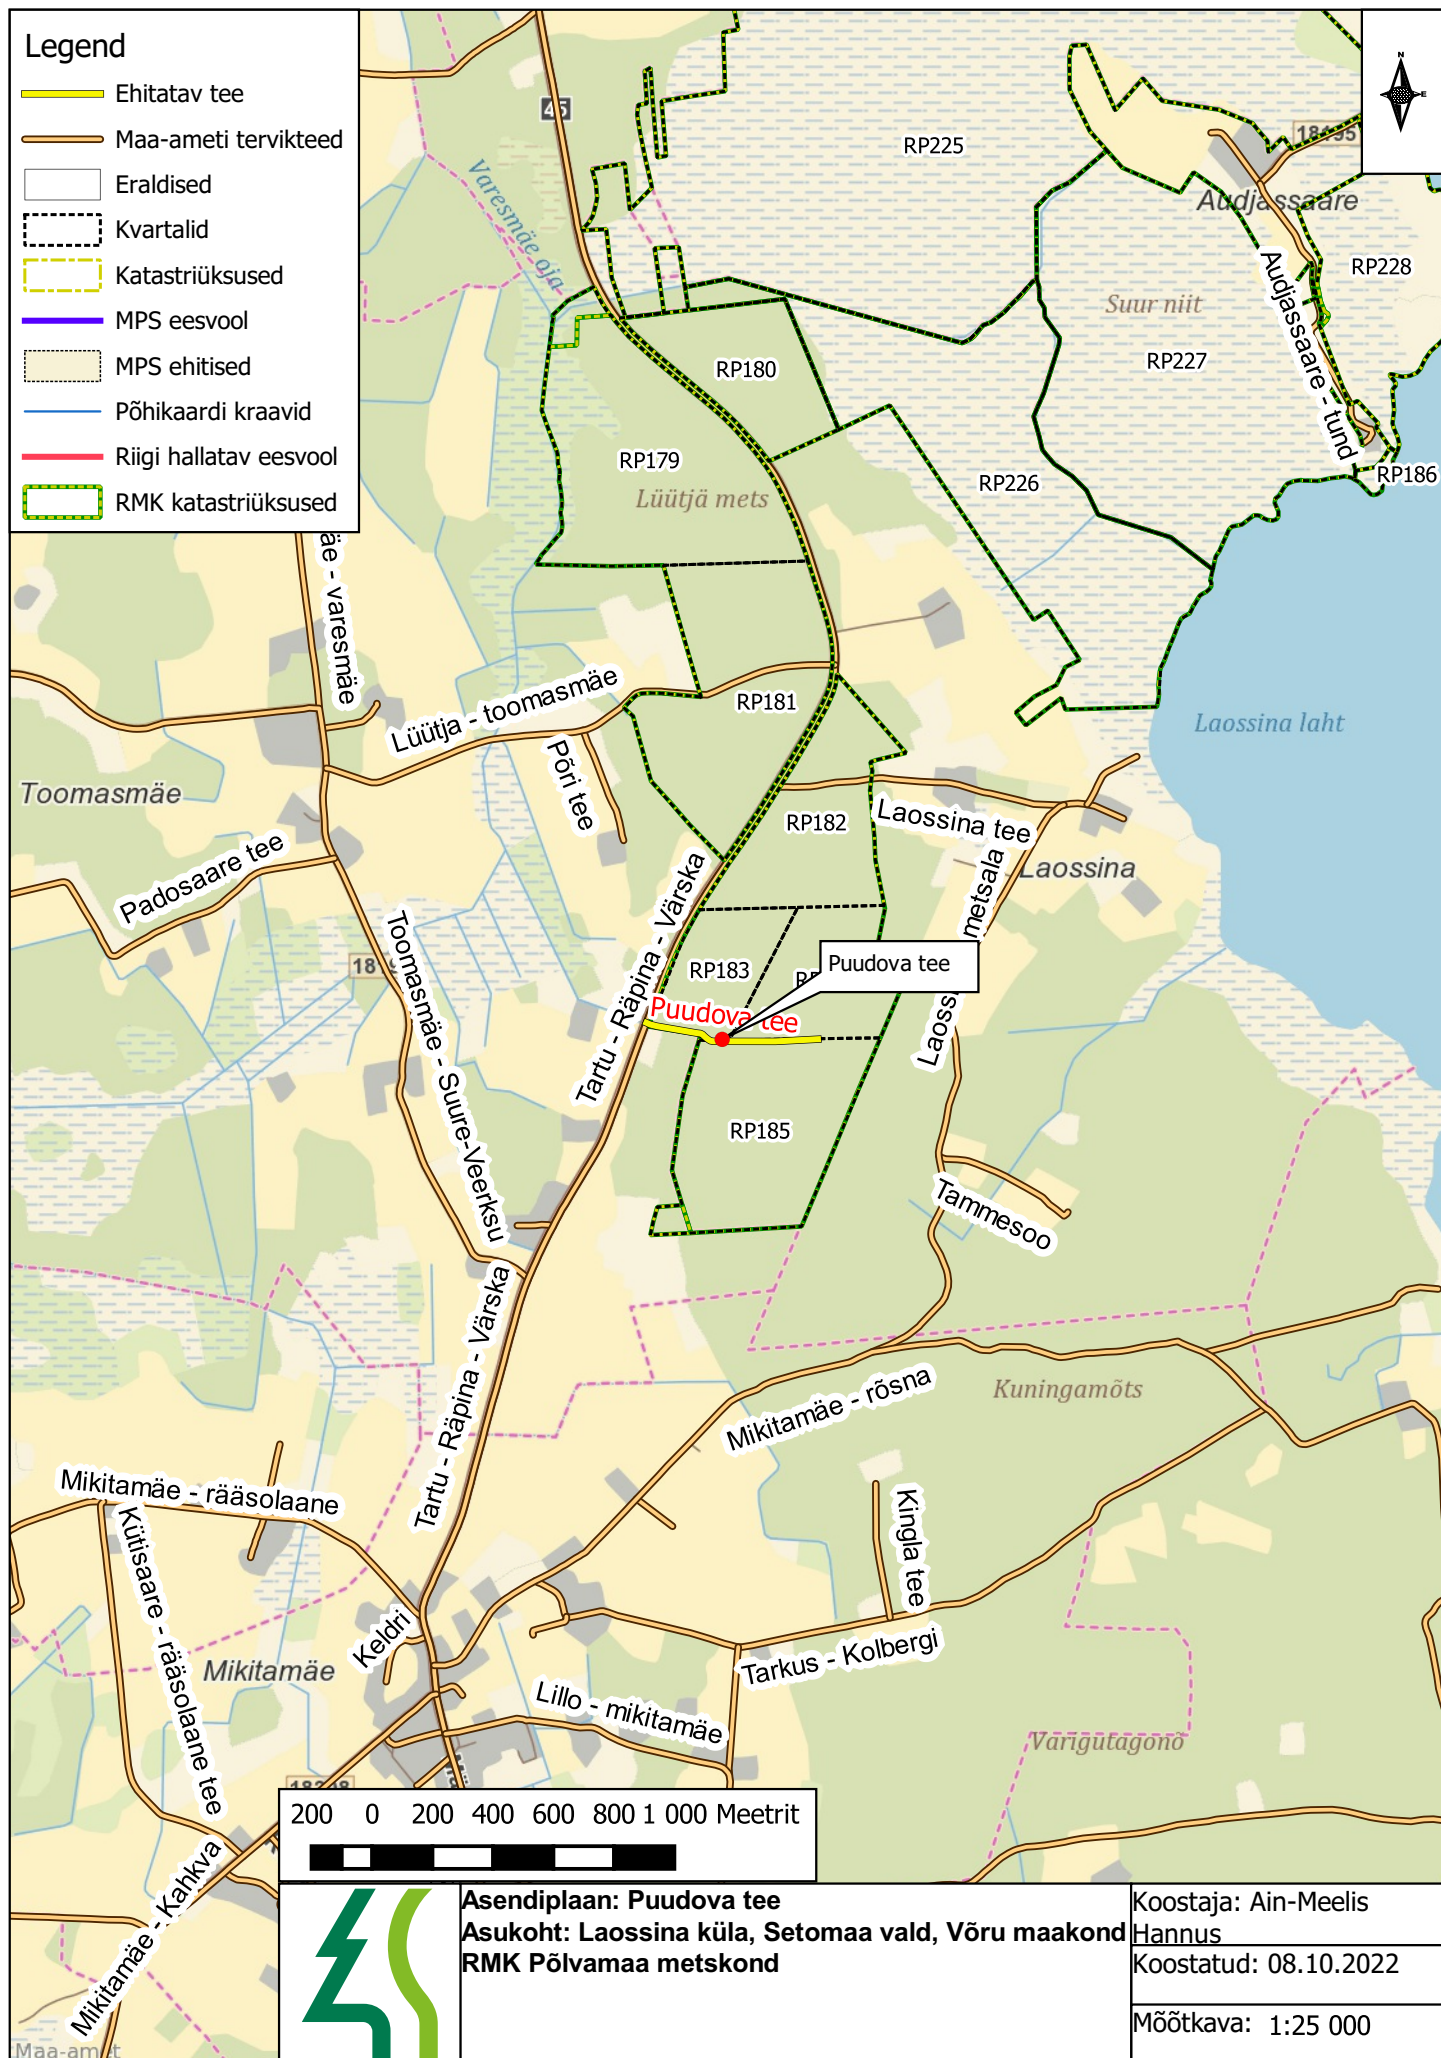 Legend
Ehitatav tee
Maa-ameti tervikteed
Eraldised
Kvartalid
Katastriüksused
MPS eesvool
MPS ehitised
Põhikaardi kraavid
Riigi hallatav eesvool
RMK katastriüksused
N
E
45
Varesmäe oja
RP225
18195
Audjassaare
RP228
Audjassaare - tund
Suur niit
RP227
RP180
RP179
Lüütjä mets
RP226
RP186
äe - varesmäe
Lüütja - toomasmäe
RP181
Põri tee
Laossina laht
Toomasmäe
RP182
Laossina tee
Laossina
Padosaare tee
Toomasmäe - Suure-Veerksu
Tartu - Räpina - Värska
metsala
RP183
Puudova tee
Puudova tee
RP185
Tammesoo
Tartu - Räpina - Värska
Mikitamäe - rõsna
Kuningamõts
Mikitamäe - rääsolaane
Kütisaare - rääsolaane tee
Kingla tee
Keldri
Mikitamäe
Tarkus - Kolbergi
Lillo - mikitamäe
Varigutagonõ
Mikitamäe - Kahkva
200 0 200 400 600 800 1 000 Meetrit
Asendiplaan: Puudova tee
Asukoht: Laossina küla, Setomaa vald, Võru maakond
RMK Põlvamaa metskond
Koostaja: Ain-Meelis
Hannus
Koostatud: 08.10.2022
Mõõtkava: 1:25 000
Maa-amet